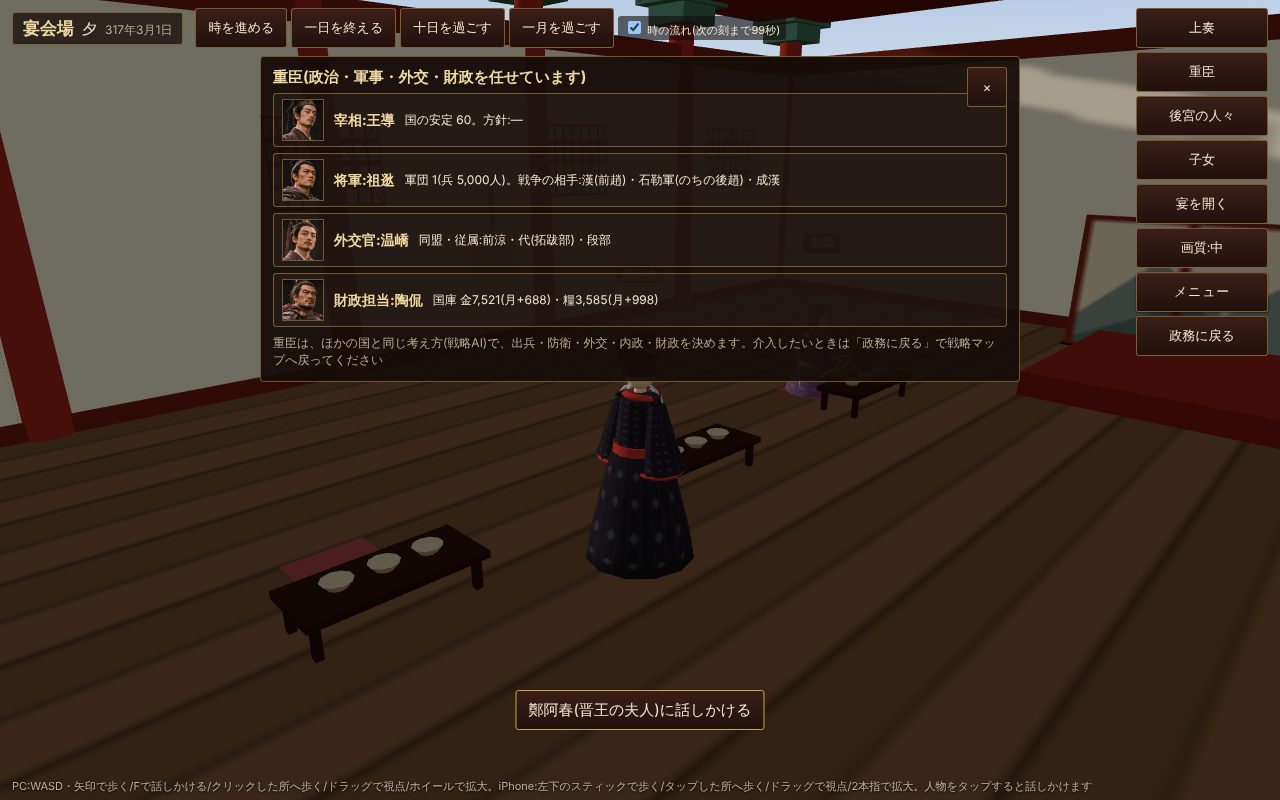 宴会場 夕 317年3月1日
時を進める
一日を終える
十日を過ごす
一月を過ごす
時の流れ(次の刻まで99秒)
上奏
重臣
後宮の人々
子女
宴を開く
画質:中
メニュー
政務に戻る
重臣(政治・軍事・外交・財政を任せています)
×
宰相:王導 国の安定 60。方針:—
将軍:祖逖 軍団 1(兵 5,000人)。戦争の相手:漢(前趙)・石勒軍(のちの後趙)・成漢
外交官:温嶠 同盟・従属:前涼・代(拓跋部)・段部
財政担当:陶侃 国庫 金7,521(月+688)・糧3,585(月+998)
重臣は、ほかの国と同じ考え方(戦略AI)で、出兵・防衛・外交・内政・財政を決めます。介入したいときは「政務に戻る」で戦略マッ
プへ戻ってください
鄭阿春(晋王の夫人)に話しかける
PC:WASD・矢印で歩く/Fで話しかける/クリックした所へ歩く/ドラッグで視点/ホイールで拡大。iPhone:左下のスティックで歩く/タップした所へ歩く/ドラッグで視点/2本指で拡大。人物をタップすると話しかけます